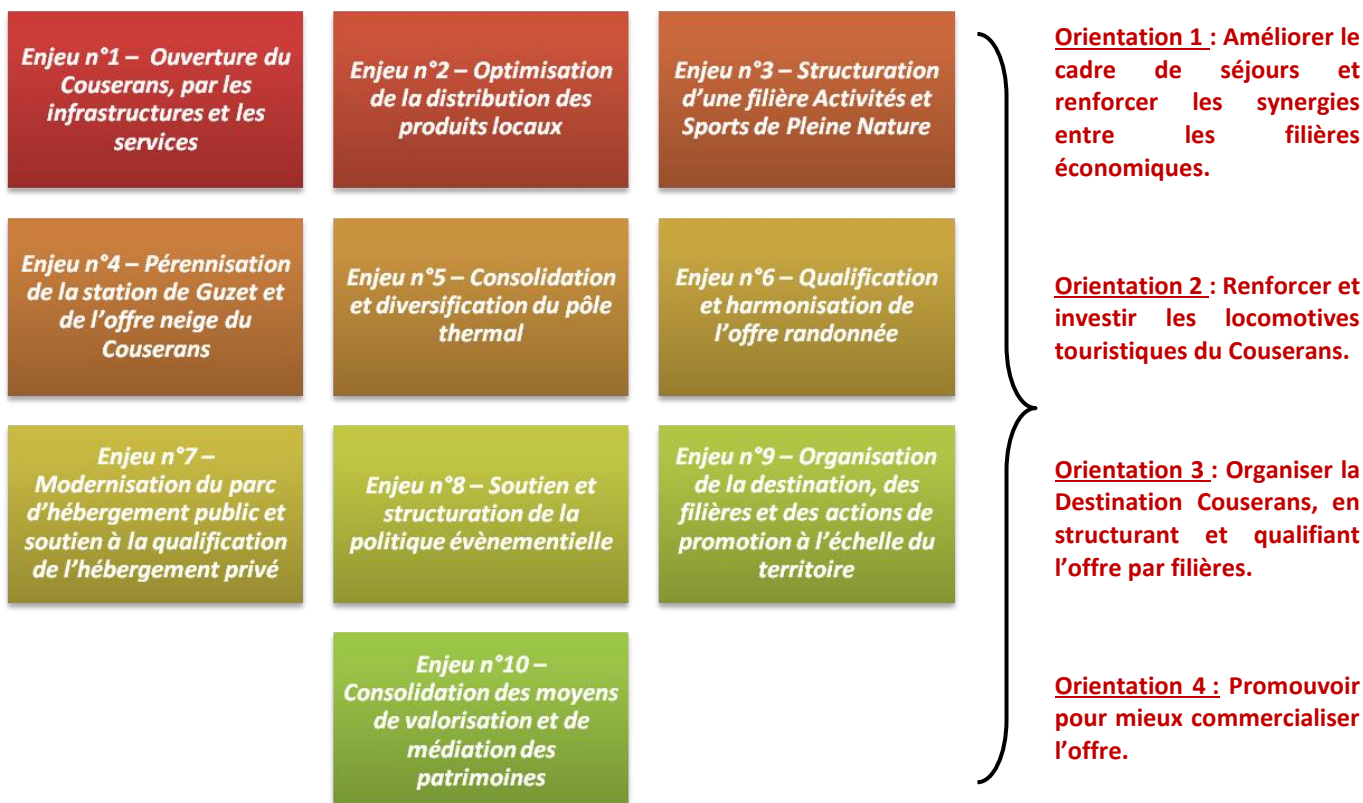 Enjeu n°1 – Ouverture du
Couserans, par les
infrastructures et les
services
Enjeu n°2 – Optimisation
de la distribution des
produits locaux
Enjeu n°3 – Structuration
d'une filière Activités et
Sports de Pleine Nature
Enjeu n°4 – Pérennisation
de la station de Guzet et
de l'offre neige du
Couserans
Enjeu n°5 – Consolidation
et diversification du pôle
thermal
Enjeu n°6 – Qualification
et harmonisation de
l'offre randonnée
Enjeu n°7 –
Modernisation du parc
d'hébergement public et
soutien à la qualification
de l'hébergement privé
Enjeu n°8 – Soutien et
structuration de la
politique évènementielle
Enjeu n°9 – Organisation
de la destination, des
filières et des actions de
promotion à l'échelle du
territoire
Enjeu n°10 –
Consolidation des moyens
de valorisation et de
médiation des
patrimoines
Orientation 1 : Améliorer le
cadre de séjours et
renforcer les synergies
entre les filières
économiques.
Orientation 2 : Renforcer et
investir les locomotives
touristiques du Couserans.
Orientation 3 : Organiser la
Destination Couserans, en
structurant et qualifiant
l'offre par filières.
Orientation 4 : Promouvoir
pour mieux commercialiser
l'offre.